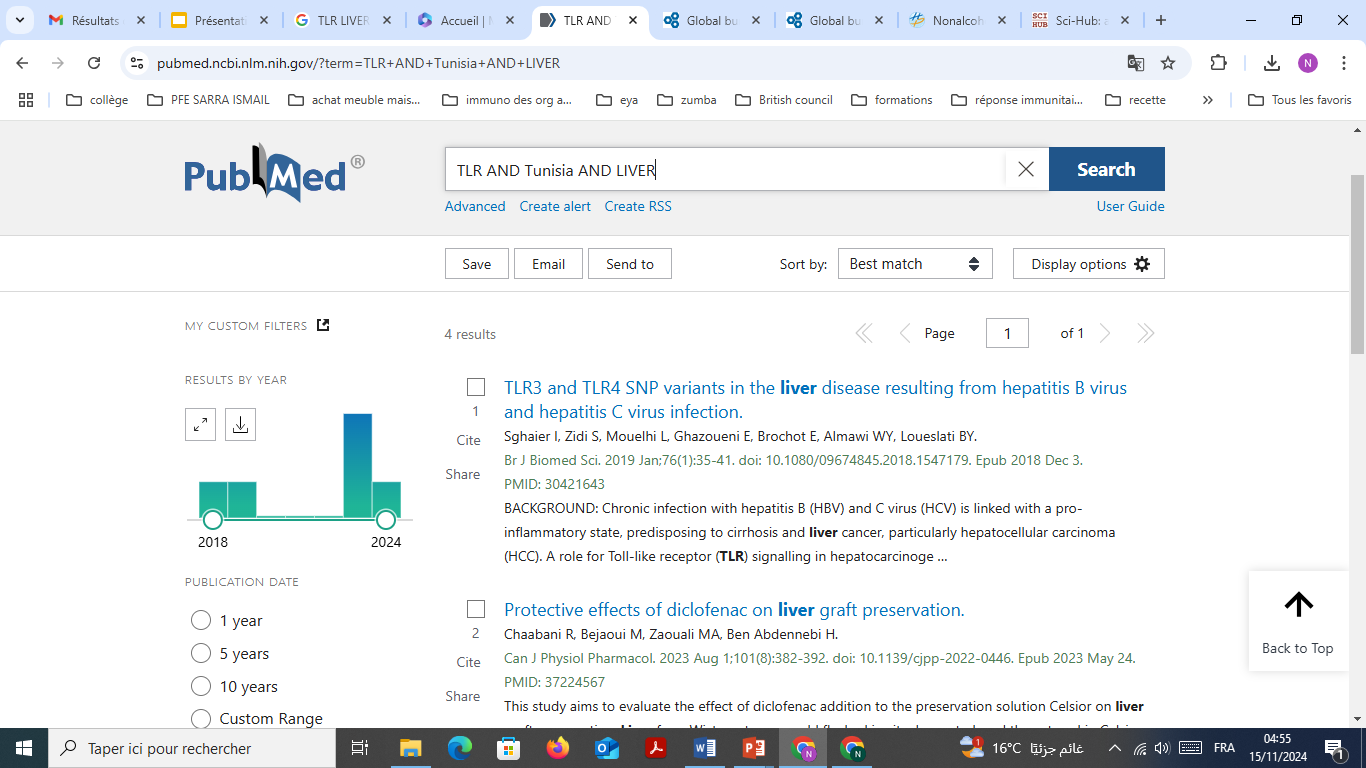 Résultats
Présentat
TLR LIVER
Accueil | M
TLR AND
Global bu
Global bu
Nonalcoh
Sci-Hub: a
pubmed.ncbi.nlm.nih.gov/?term=TLR+AND+Tunisia+AND+LIVER
N
collège
PFE SARRA ISMAIL
achat meuble mais...
immuno des org a...
eya
zumba
British council
formations
réponse immunitai...
recette
»
Tous les favoris
PubMed®
TLR AND Tunisia AND LIVER
Search
Advanced
Create alert
Create RSS
User Guide
Save
Email
Send to
Sort by:
Best match
Display options
MY CUSTOM FILTERS
4 results
Page
1
of 1
RESULTS BY YEAR
2018
2024
PUBLICATION DATE
1 year
5 years
10 years
Custom Range
1
Cite
Share
TLR3 and TLR4 SNP variants in the liver disease resulting from hepatitis B virus
and hepatitis C virus infection.
Sghaier I, Zidi S, Mouelhi L, Ghazoueni E, Brochot E, Almawi WY, Loueslati BY.
Br J Biomed Sci. 2019 Jan;76(1):35-41. doi: 10.1080/09674845.2018.1547179. Epub 2018 Dec 3.
PMID: 30421643
BACKGROUND: Chronic infection with hepatitis B (HBV) and C virus (HCV) is linked with a pro-
inflammatory state, predisposing to cirrhosis and liver cancer, particularly hepatocellular carcinoma
(HCC). A role for Toll-like receptor (TLR) signalling in hepatocarcinoge ...
2
Cite
Share
Protective effects of diclofenac on liver graft preservation.
Chaabani R, Bejaoui M, Zaouali MA, Ben Abdennebi H.
Can J Physiol Pharmacol. 2023 Aug 1;101(8):382-392. doi: 10.1139/cjpp-2022-0446. Epub 2023 May 24.
PMID: 37224567
This study aims to evaluate the effect of diclofenac addition to the preservation solution Celsior on liver
Back to Top
Taper ici pour rechercher
16°C غائم جزئيًا
FRA
04:55
15/11/2024
1